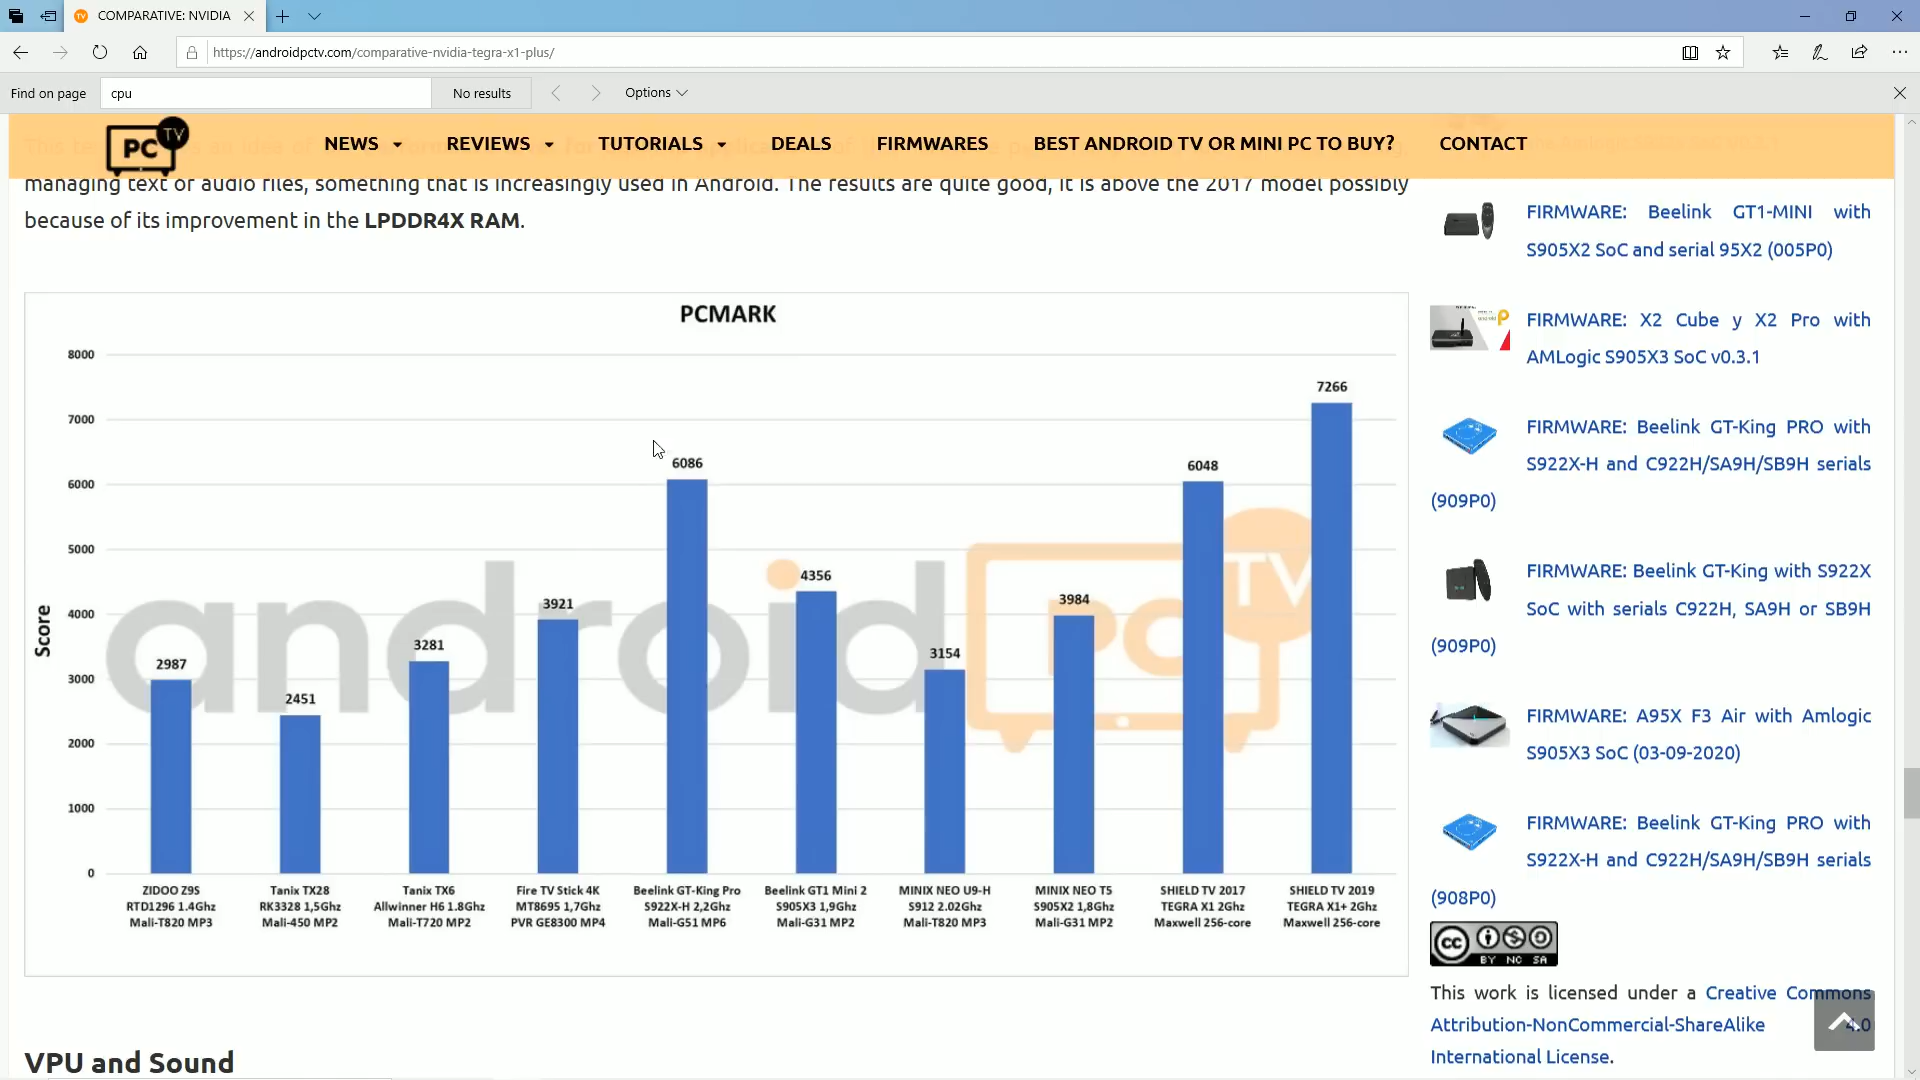 COMPARATIVE: NVIDIA
https://androidpctv.com/comparative-nvidia-tegra-x1-plus/
Find on page
cpu
No results
Options
PC TV
NEWS
REVIEWS
TUTORIALS
DEALS
FIRMWARES
BEST ANDROID TV OR MINI PC TO BUY?
CONTACT
managing text or audio files, something that is increasingly used in Android. The results are quite good, it is above the 2017 model possibly
because of its improvement in the LPDDR4X RAM.
PCMARK
8000
7000
6000
5000
4000
3000
2000
1000
0
Score
2987
2451
3281
3921
6086
4356
3154
3984
6048
7266
android PC TV
ZIDOO Z9S
RTD1296 1.4Ghz
Mali-T820 MP3
Tanix TX28
RK3328 1,5Ghz
Mali-450 MP2
Tanix TX6
Allwinner H6 1.8Ghz
Mali-T720 MP2
Fire TV Stick 4K
MT8695 1,7Ghz
PVR GE8300 MP4
Beelink GT-King Pro
S922X-H 2,2Ghz
Mali-G51 MP6
Beelink GT1 Mini 2
S905X3 1,9Ghz
Mali-G31 MP2
MINIX NEO U9-H
S912 2.02Ghz
Mali-T820 MP3
MINIX NEO T5
S905X2 1,8Ghz
Mali-G31 MP2
SHIELD TV 2017
TEGRA X1 2Ghz
Maxwell 256-core
SHIELD TV 2019
TEGRA X1+ 2Ghz
Maxwell 256-core
VPU and Sound
FIRMWARE: Beelink GT1-MINI with
S905X2 SoC and serial 95X2 (005P0)
FIRMWARE: X2 Cube y X2 Pro with
AMLogic S905X3 SoC v0.3.1
FIRMWARE: Beelink GT-King PRO with
S922X-H and C922H/SA9H/SB9H serials
(909P0)
FIRMWARE: Beelink GT-King with S922X
SoC with serials C922H, SA9H or SB9H
(909P0)
FIRMWARE: A95X F3 Air with Amlogic
S905X3 SoC (03-09-2020)
FIRMWARE: Beelink GT-King PRO with
S922X-H and C922H/SA9H/SB9H serials
(908P0)
cc
BY NC SA
This work is licensed under a Creative Commons
Attribution-NonCommercial-ShareAlike 4.0
International License.